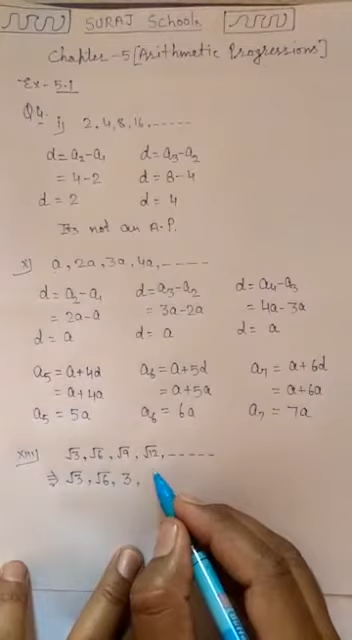 SURAJ Schools
Chapter - 5 [Arithmetic Progressions]
Ex - 5.1
Q4. i) 2, 4, 8, 16, -----
d = a₂ - a₁ d = a₃ - a₂
= 4 - 2 d = 8 - 4
d = 2 d = 4
Its not an A.P.
x) a, 2a, 3a, 4a, -----
d = a₂ - a₁ d = a₃ - a₂ d = a₄ - a₃
= 2a - a = 3a - 2a = 4a - 3a
d = a d = a d = a
a₅ = a + 4d a₆ = a + 5d a₇ = a + 6d
= a + 4a = a + 5a = a + 6a
a₅ = 5a a₆ = 6a a₇ = 7a
xiii) √3, √6, √9, √12, -----
⇒ √3, √6, 3,